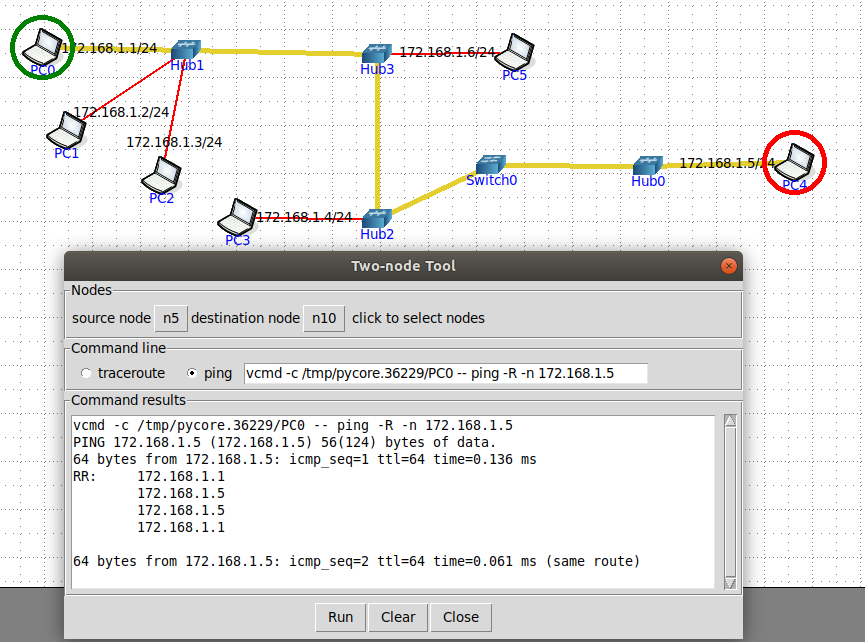 172.168.1.1/24
PC0
Hub1
Hub3
172.168.1.6/24
PC5
172.168.1.2/24
PC1
172.168.1.3/24
PC2
172.168.1.4/24
PC3
Hub2
Switch0
Hub0
172.168.1.5/24
PC4
Two-node Tool
Nodes
source node n5 destination node n10 click to select nodes
Command line
traceroute ping vcmd -c /tmp/pycore.36229/PC0 -- ping -R -n 172.168.1.5
Command results
vcmd -c /tmp/pycore.36229/PC0 -- ping -R -n 172.168.1.5
PING 172.168.1.5 (172.168.1.5) 56(124) bytes of data.
64 bytes from 172.168.1.5: icmp_seq=1 ttl=64 time=0.136 ms
RR: 172.168.1.1
172.168.1.5
172.168.1.5
172.168.1.1
64 bytes from 172.168.1.5: icmp_seq=2 ttl=64 time=0.061 ms (same route)
Run Clear Close